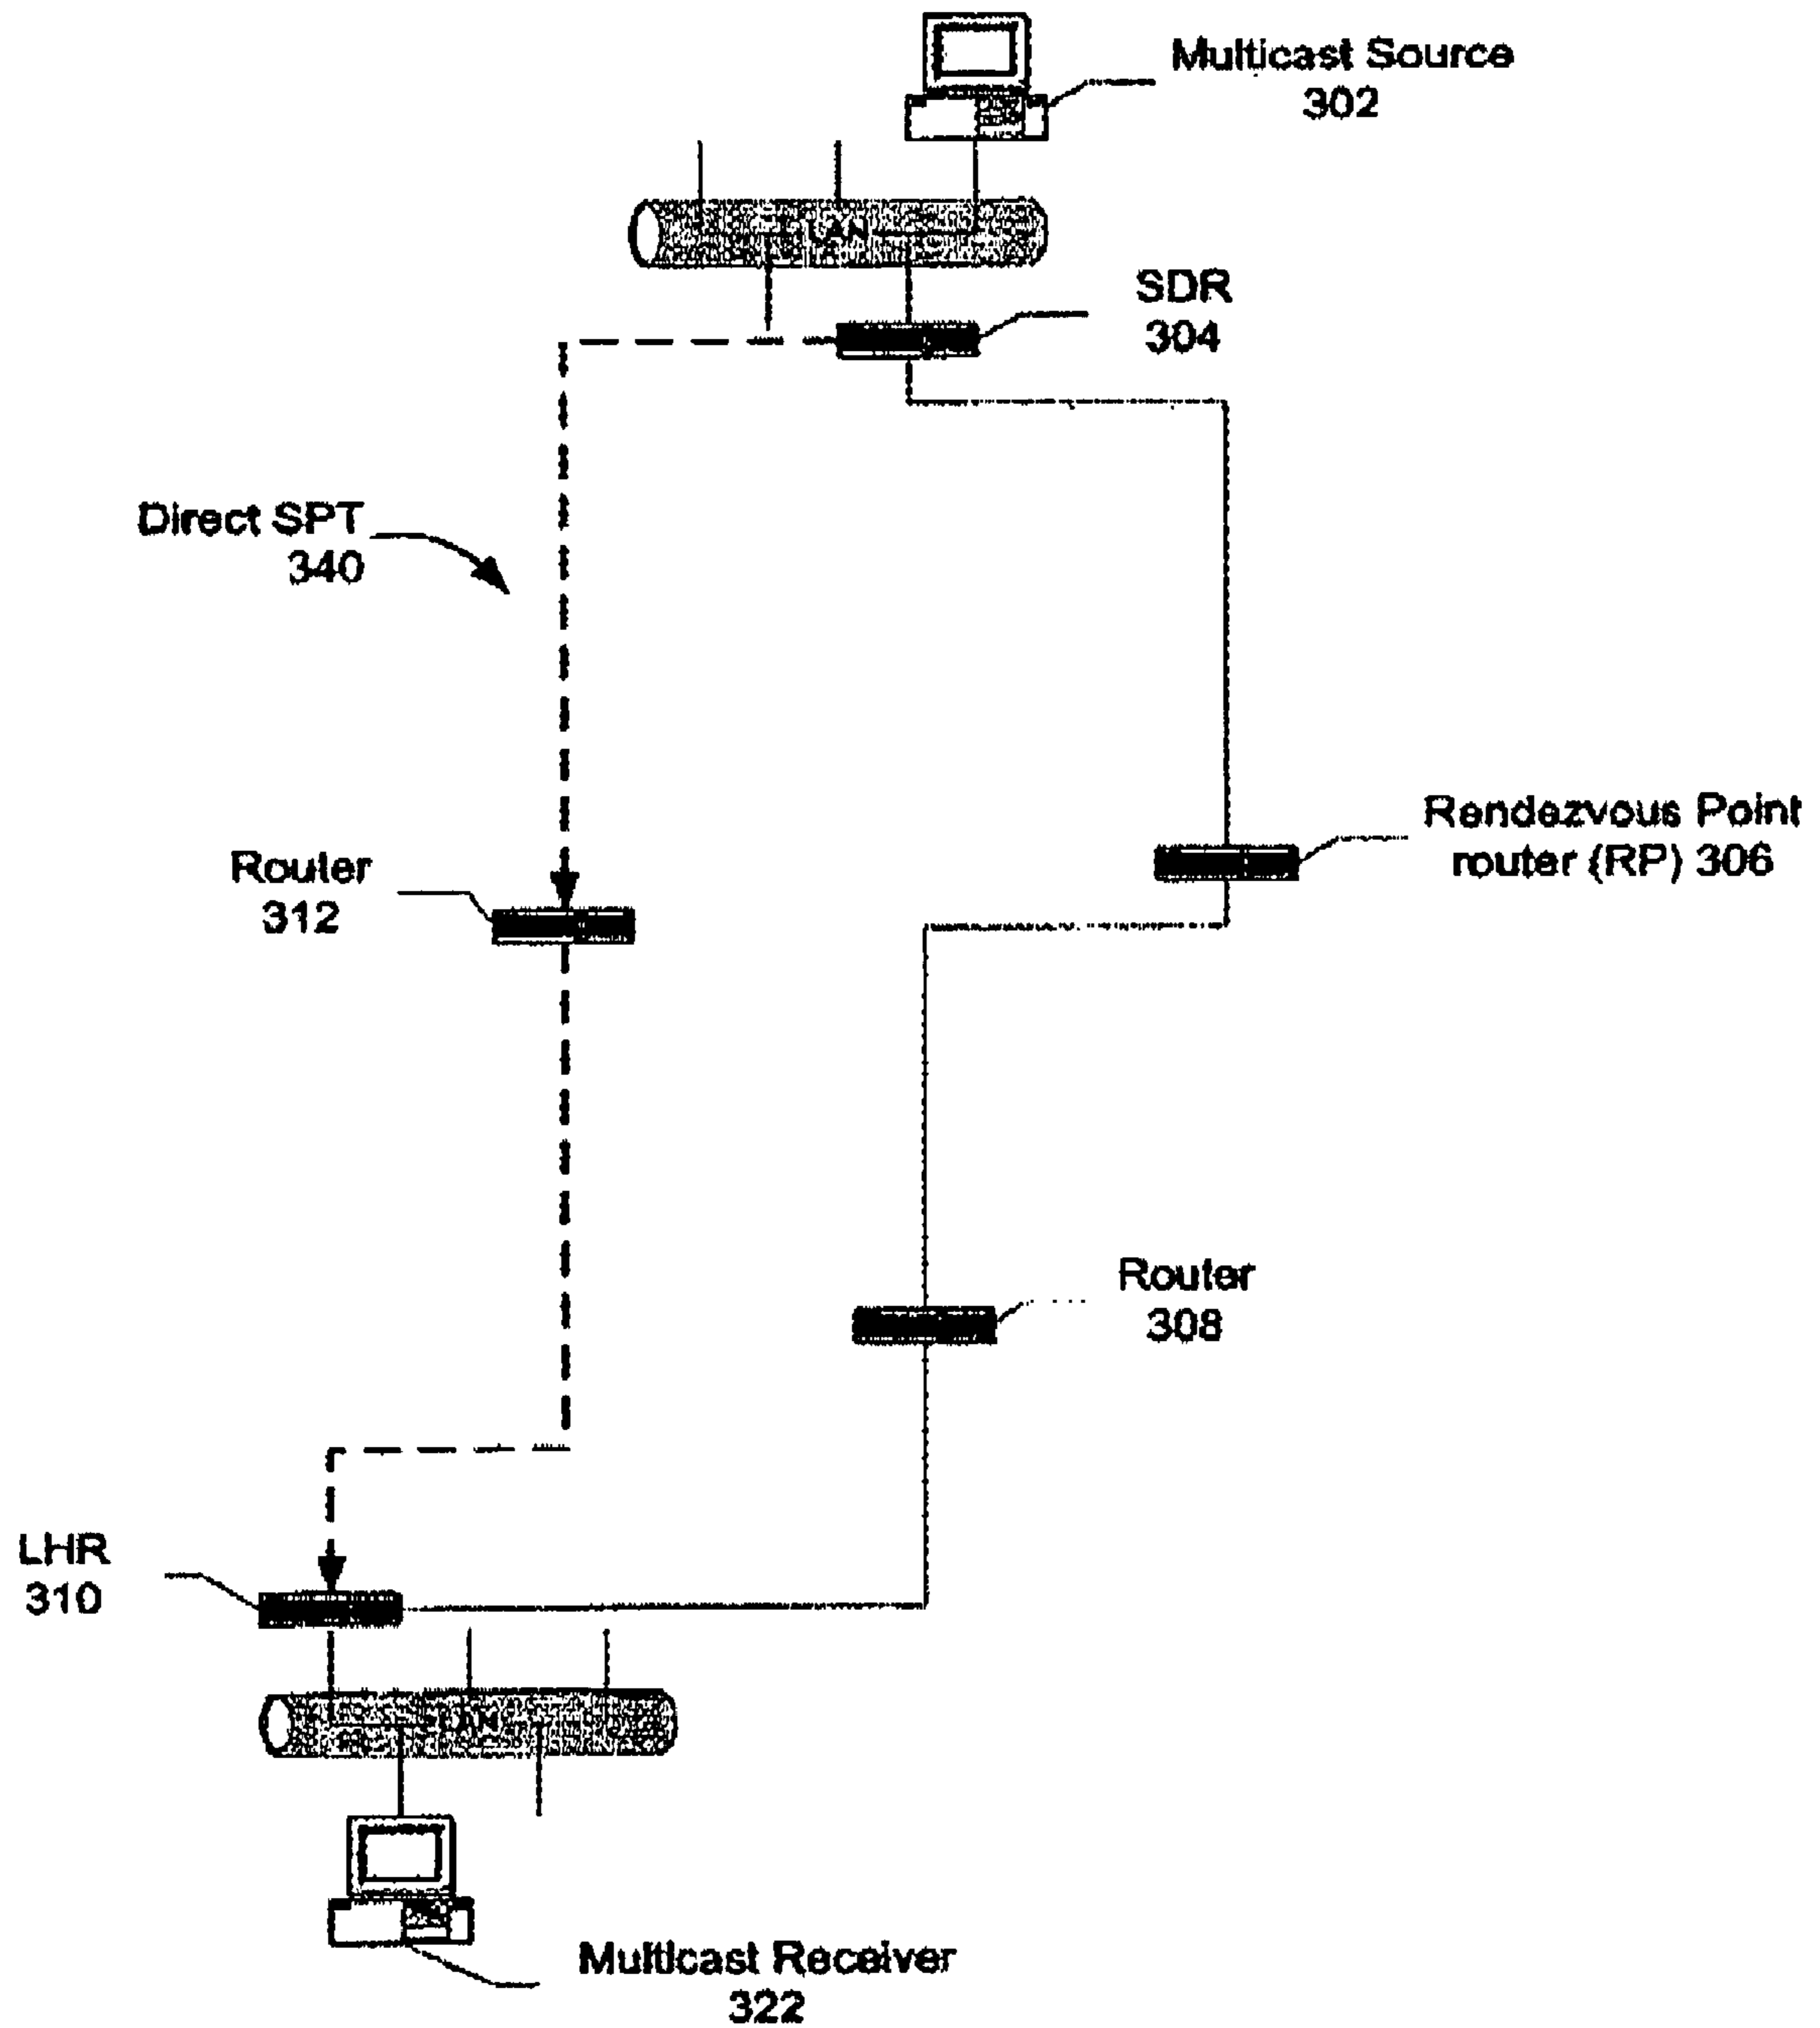 Multicast Source
302
LAN
SDR
304
Direct SPT
340
Rendezvous Point
router (RP) 306
Router
312
Router
308
LHR
310
LAN
Multicast Receiver
322